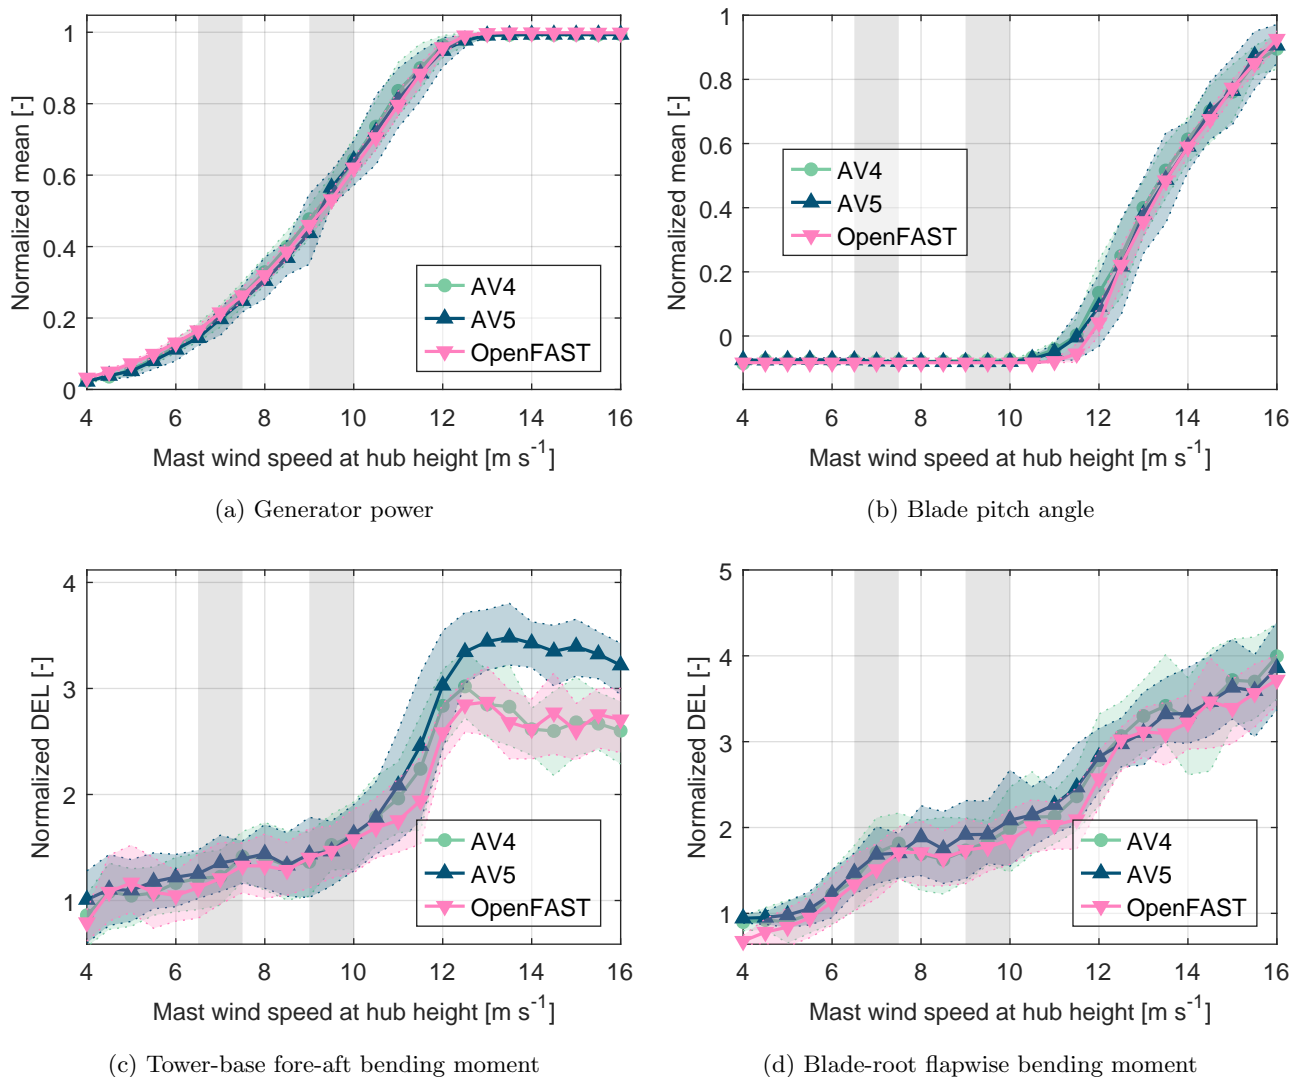 1
0.8
0.6
0.4
0.2
0
Normalized mean [-]
4 6 8 10 12 14 16
Mast wind speed at hub height [m s-1]
AV4
AV5
OpenFAST
(a) Generator power
1
0.8
0.6
0.4
0.2
0
Normalized mean [-]
4 6 8 10 12 14 16
Mast wind speed at hub height [m s-1]
AV4
AV5
OpenFAST
(b) Blade pitch angle
4
3
2
1
Normalized DEL [-]
4 6 8 10 12 14 16
Mast wind speed at hub height [m s-1]
AV4
AV5
OpenFAST
(c) Tower-base fore-aft bending moment
5
4
3
2
1
Normalized DEL [-]
4 6 8 10 12 14 16
Mast wind speed at hub height [m s-1]
AV4
AV5
OpenFAST
(d) Blade-root flapwise bending moment